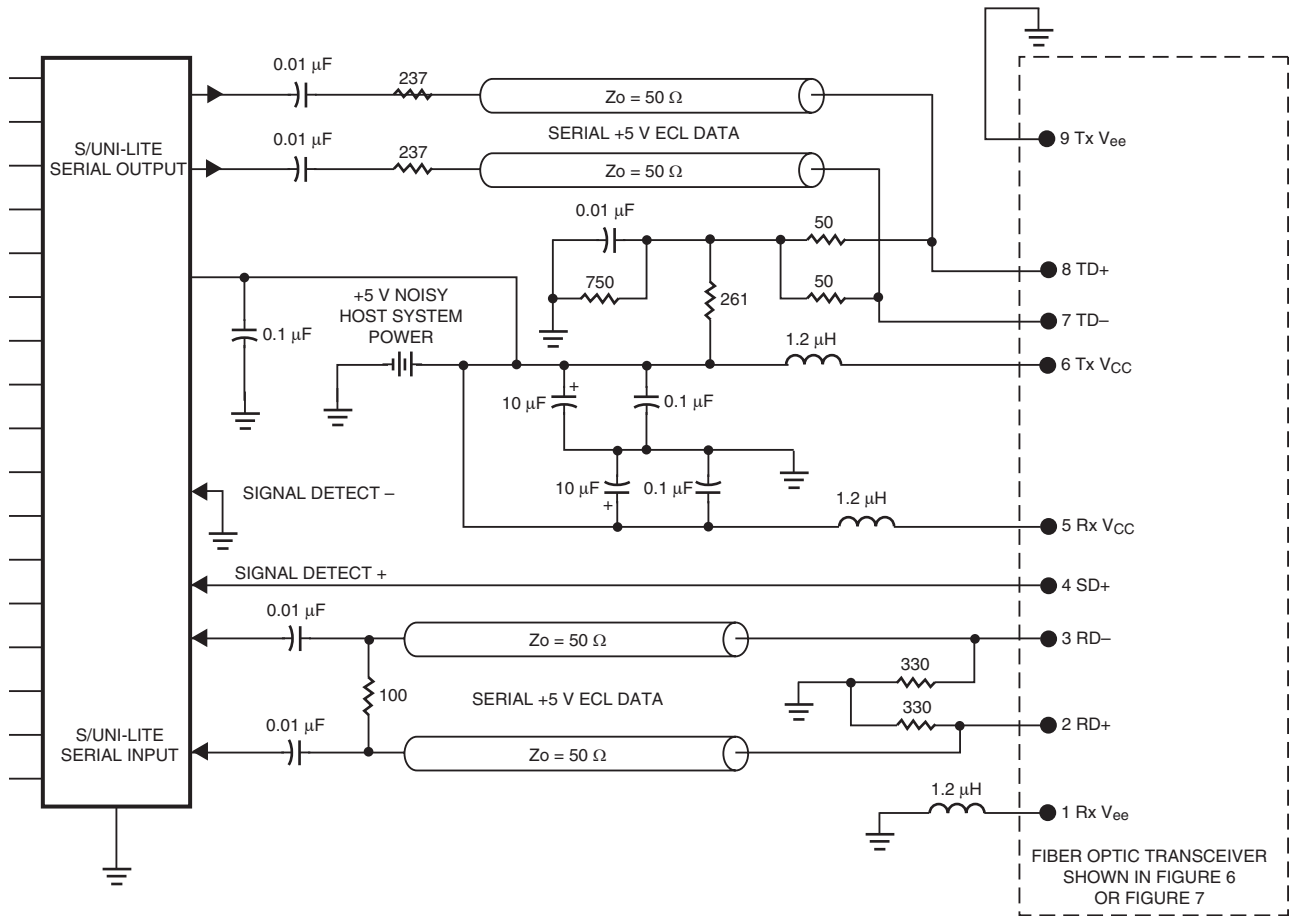 0.01 μF
237
Zo = 50 Ω
S/UNI-LITE
SERIAL OUTPUT
0.01 μF
237
SERIAL +5 V ECL DATA
Zo = 50 Ω
9 Tx Vee
0.01 μF
50
750
50
261
8 TD+
7 TD–
+5 V NOISY
HOST SYSTEM
POWER
0.1 μF
1.2 μH
6 Tx VCC
+
10 μF
0.1 μF
10 μF
+
0.1 μF
1.2 μH
5 Rx VCC
SIGNAL DETECT –
SIGNAL DETECT +
4 SD+
0.01 μF
Zo = 50 Ω
3 RD–
330
100
SERIAL +5 V ECL DATA
330
2 RD+
0.01 μF
S/UNI-LITE
SERIAL INPUT
Zo = 50 Ω
1.2 μH
1 Rx Vee
FIBER OPTIC TRANSCEIVER
SHOWN IN FIGURE 6
OR FIGURE 7